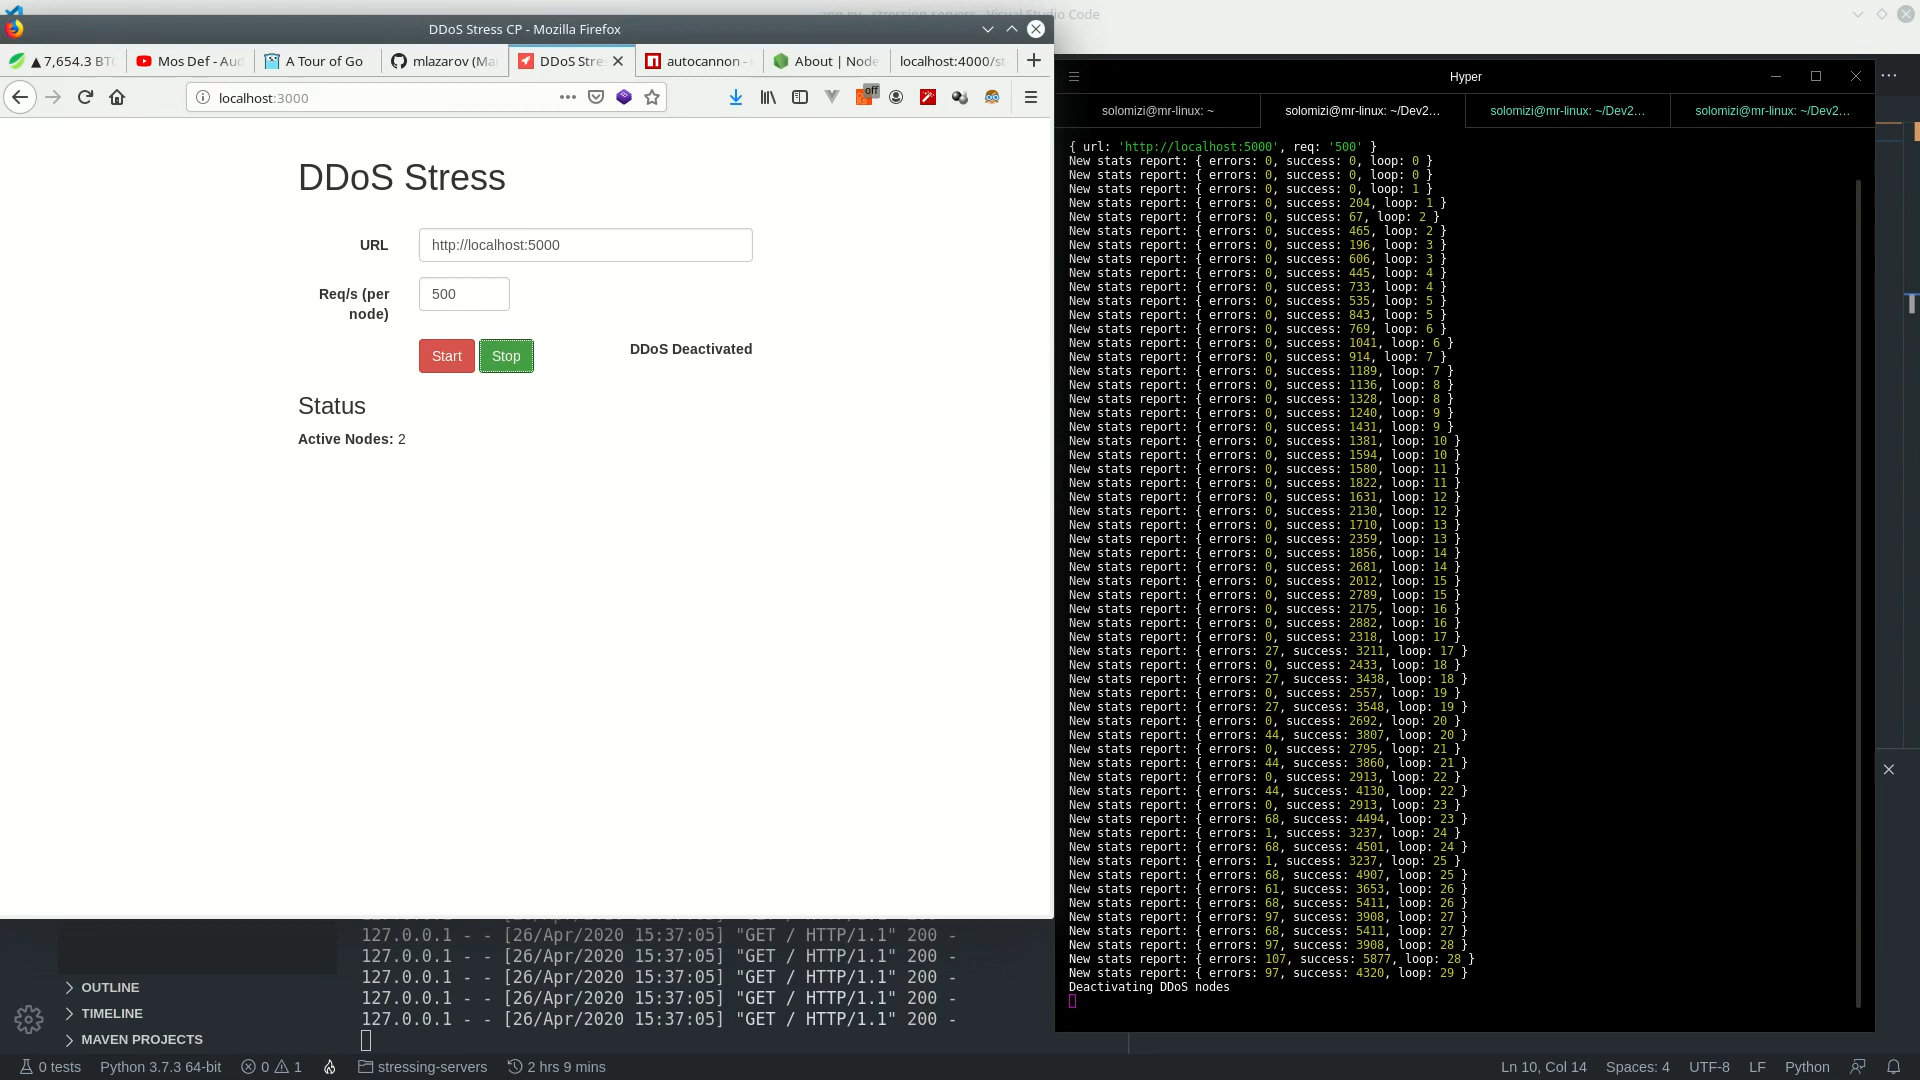 app.py - stressing-servers - Visual Studio Code
DDoS Stress CP - Mozilla Firefox
▲7,654.3 BTC
Mos Def - Aud
A Tour of Go
mlazarov (Ma
DDoS Stre
autocannon -
About | Node
localhost:4000/st
localhost:3000
off
DDoS Stress
URL
http://localhost:5000
Req/s (per
node)
500
Start
Stop
DDoS Deactivated
Status
Active Nodes: 2
Hyper
solomizi@mr-linux: ~
solomizi@mr-linux: ~/Dev2…
solomizi@mr-linux: ~/Dev2…
solomizi@mr-linux: ~/Dev2…
{ url: 'http://localhost:5000', req: '500' }
New stats report: { errors: 0, success: 0, loop: 0 }
New stats report: { errors: 0, success: 0, loop: 0 }
New stats report: { errors: 0, success: 0, loop: 1 }
New stats report: { errors: 0, success: 204, loop: 1 }
New stats report: { errors: 0, success: 67, loop: 2 }
New stats report: { errors: 0, success: 465, loop: 2 }
New stats report: { errors: 0, success: 196, loop: 3 }
New stats report: { errors: 0, success: 606, loop: 3 }
New stats report: { errors: 0, success: 445, loop: 4 }
New stats report: { errors: 0, success: 733, loop: 4 }
New stats report: { errors: 0, success: 535, loop: 5 }
New stats report: { errors: 0, success: 843, loop: 5 }
New stats report: { errors: 0, success: 769, loop: 6 }
New stats report: { errors: 0, success: 1041, loop: 6 }
New stats report: { errors: 0, success: 914, loop: 7 }
New stats report: { errors: 0, success: 1189, loop: 7 }
New stats report: { errors: 0, success: 1136, loop: 8 }
New stats report: { errors: 0, success: 1328, loop: 8 }
New stats report: { errors: 0, success: 1240, loop: 9 }
New stats report: { errors: 0, success: 1431, loop: 9 }
New stats report: { errors: 0, success: 1381, loop: 10 }
New stats report: { errors: 0, success: 1594, loop: 10 }
New stats report: { errors: 0, success: 1580, loop: 11 }
New stats report: { errors: 0, success: 1822, loop: 11 }
New stats report: { errors: 0, success: 1631, loop: 12 }
New stats report: { errors: 0, success: 2130, loop: 12 }
New stats report: { errors: 0, success: 1710, loop: 13 }
New stats report: { errors: 0, success: 2359, loop: 13 }
New stats report: { errors: 0, success: 1856, loop: 14 }
New stats report: { errors: 0, success: 2681, loop: 14 }
New stats report: { errors: 0, success: 2012, loop: 15 }
New stats report: { errors: 0, success: 2789, loop: 15 }
New stats report: { errors: 0, success: 2175, loop: 16 }
New stats report: { errors: 0, success: 2882, loop: 16 }
New stats report: { errors: 0, success: 2318, loop: 17 }
New stats report: { errors: 27, success: 3211, loop: 17 }
New stats report: { errors: 0, success: 2433, loop: 18 }
New stats report: { errors: 27, success: 3438, loop: 18 }
New stats report: { errors: 0, success: 2557, loop: 19 }
New stats report: { errors: 27, success: 3548, loop: 19 }
New stats report: { errors: 0, success: 2692, loop: 20 }
New stats report: { errors: 44, success: 3807, loop: 20 }
New stats report: { errors: 0, success: 2795, loop: 21 }
New stats report: { errors: 44, success: 3860, loop: 21 }
New stats report: { errors: 0, success: 2913, loop: 22 }
New stats report: { errors: 44, success: 4130, loop: 22 }
New stats report: { errors: 0, success: 2913, loop: 23 }
New stats report: { errors: 68, success: 4494, loop: 23 }
New stats report: { errors: 1, success: 3237, loop: 24 }
New stats report: { errors: 68, success: 4501, loop: 24 }
New stats report: { errors: 1, success: 3237, loop: 25 }
New stats report: { errors: 68, success: 4907, loop: 25 }
New stats report: { errors: 61, success: 3653, loop: 26 }
New stats report: { errors: 68, success: 5411, loop: 26 }
New stats report: { errors: 97, success: 3908, loop: 27 }
New stats report: { errors: 68, success: 5411, loop: 27 }
New stats report: { errors: 97, success: 3908, loop: 28 }
New stats report: { errors: 107, success: 5877, loop: 28 }
New stats report: { errors: 97, success: 4320, loop: 29 }
Deactivating DDoS nodes
127.0.0.1 - - [26/Apr/2020 15:37:05] "GET / HTTP/1.1" 200 -
127.0.0.1 - - [26/Apr/2020 15:37:05] "GET / HTTP/1.1" 200 -
127.0.0.1 - - [26/Apr/2020 15:37:05] "GET / HTTP/1.1" 200 -
127.0.0.1 - - [26/Apr/2020 15:37:05] "GET / HTTP/1.1" 200 -
127.0.0.1 - - [26/Apr/2020 15:37:05] "GET / HTTP/1.1" 200 -
OUTLINE
TIMELINE
MAVEN PROJECTS
0 tests
Python 3.7.3 64-bit
0
1
stressing-servers
2 hrs 9 mins
Ln 10, Col 14
Spaces: 4
UTF-8
LF
Python